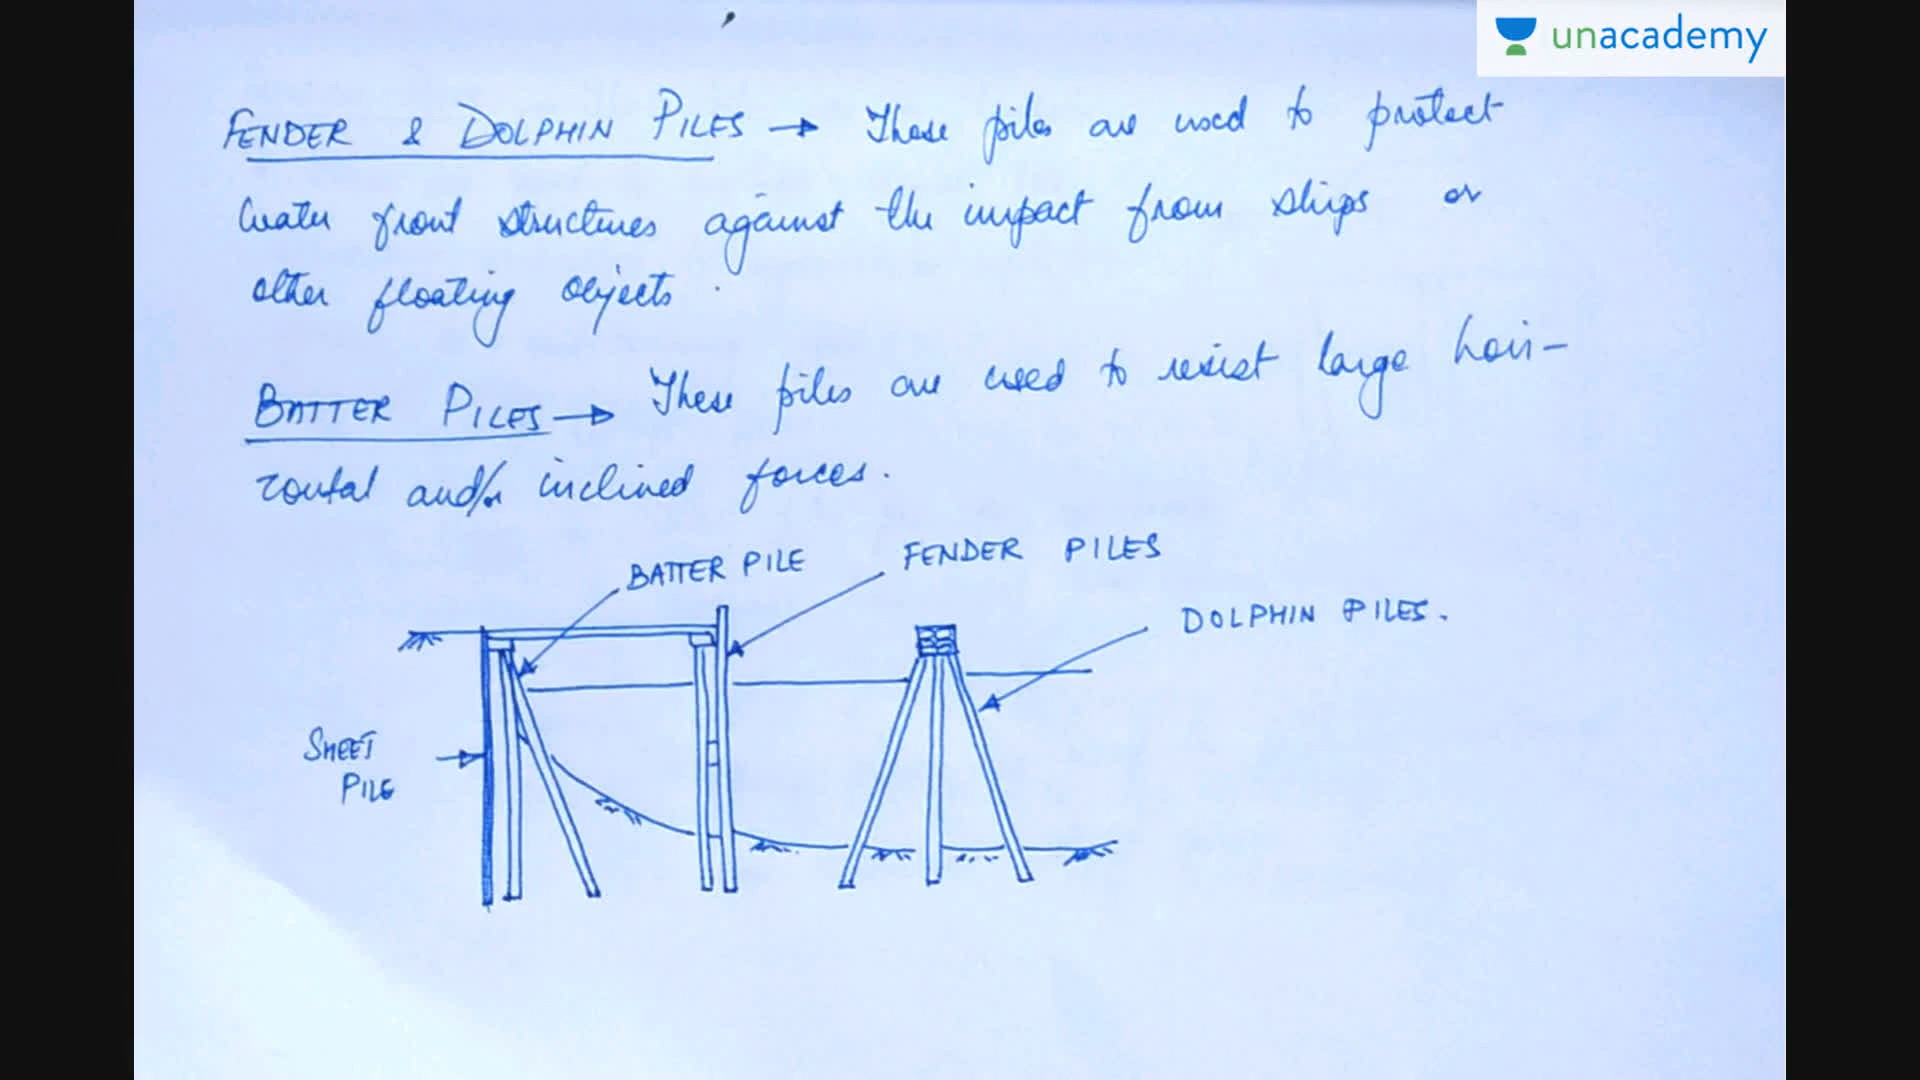 unacademy
FENDER & DOLPHIN PILES → These piles are used to protect
water front structures against the impact from ships or
other floating objects.
BATTER PILES → These piles are used to resist large hori-
zontal and/or inclined forces.
BATTER PILE
FENDER PILES
DOLPHIN PILES.
SHEET
PILE